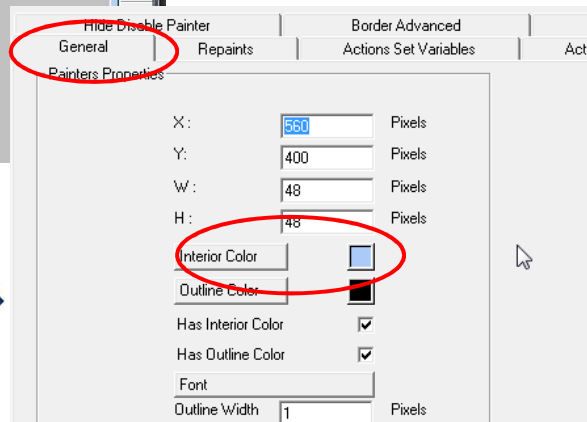 Hide Disable Painter Border Advanced
General Repaints Actions Set Variables Act
Painters Properties
X : 560 Pixels
Y: 400 Pixels
W : 48 Pixels
H : 48 Pixels
Interior Color
Outline Color
Has Interior Color
Has Outline Color
Font
Outline Width 1 Pixels